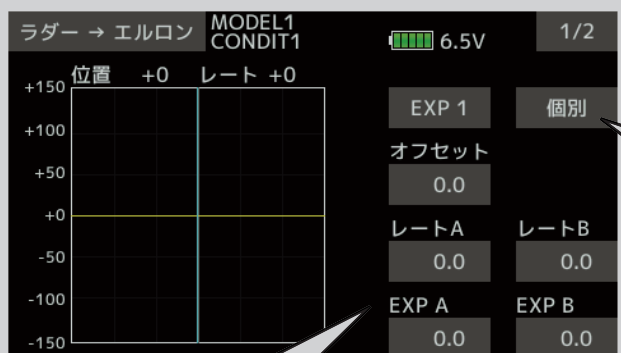 ラダー → エルロン
MODEL1
CONDIT1
6.5V
1/2
位置 +0 レート +0
+150
+100
+50
+0
-50
-100
-150
EXP 1
個別
オフセット
0.0
レートA
レートB
0.0
0.0
EXP A
EXP B
0.0
0.0